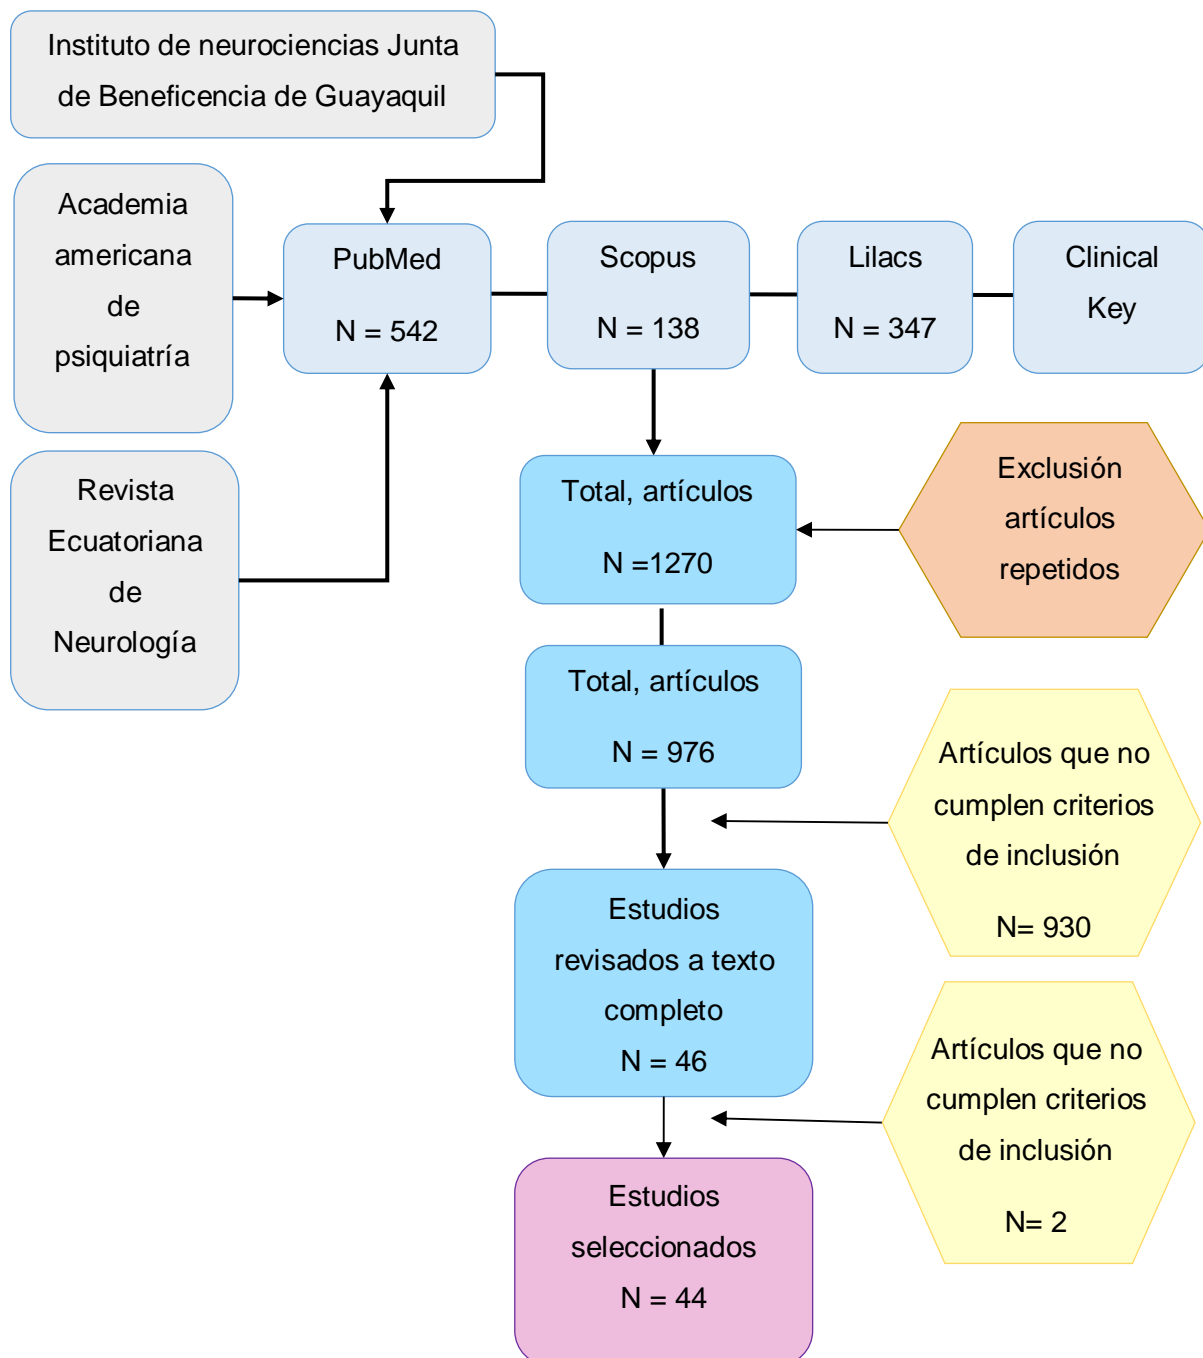 Instituto de neurociencias Junta
de Beneficencia de Guayaquil
Academia
americana
de
psiquiatría
PubMed
N = 542
Scopus
N = 138
Lilacs
N = 347
Clinical
Key
Revista
Ecuatoriana
de
Neurología
Total, artículos
N =1270
Exclusión
artículos
repetidos
Total, artículos
N = 976
Artículos que no
cumplen criterios
de inclusión
N= 930
Estudios
revisados a texto
completo
N = 46
Artículos que no
cumplen criterios
de inclusión
N= 2
Estudios
seleccionados
N = 44